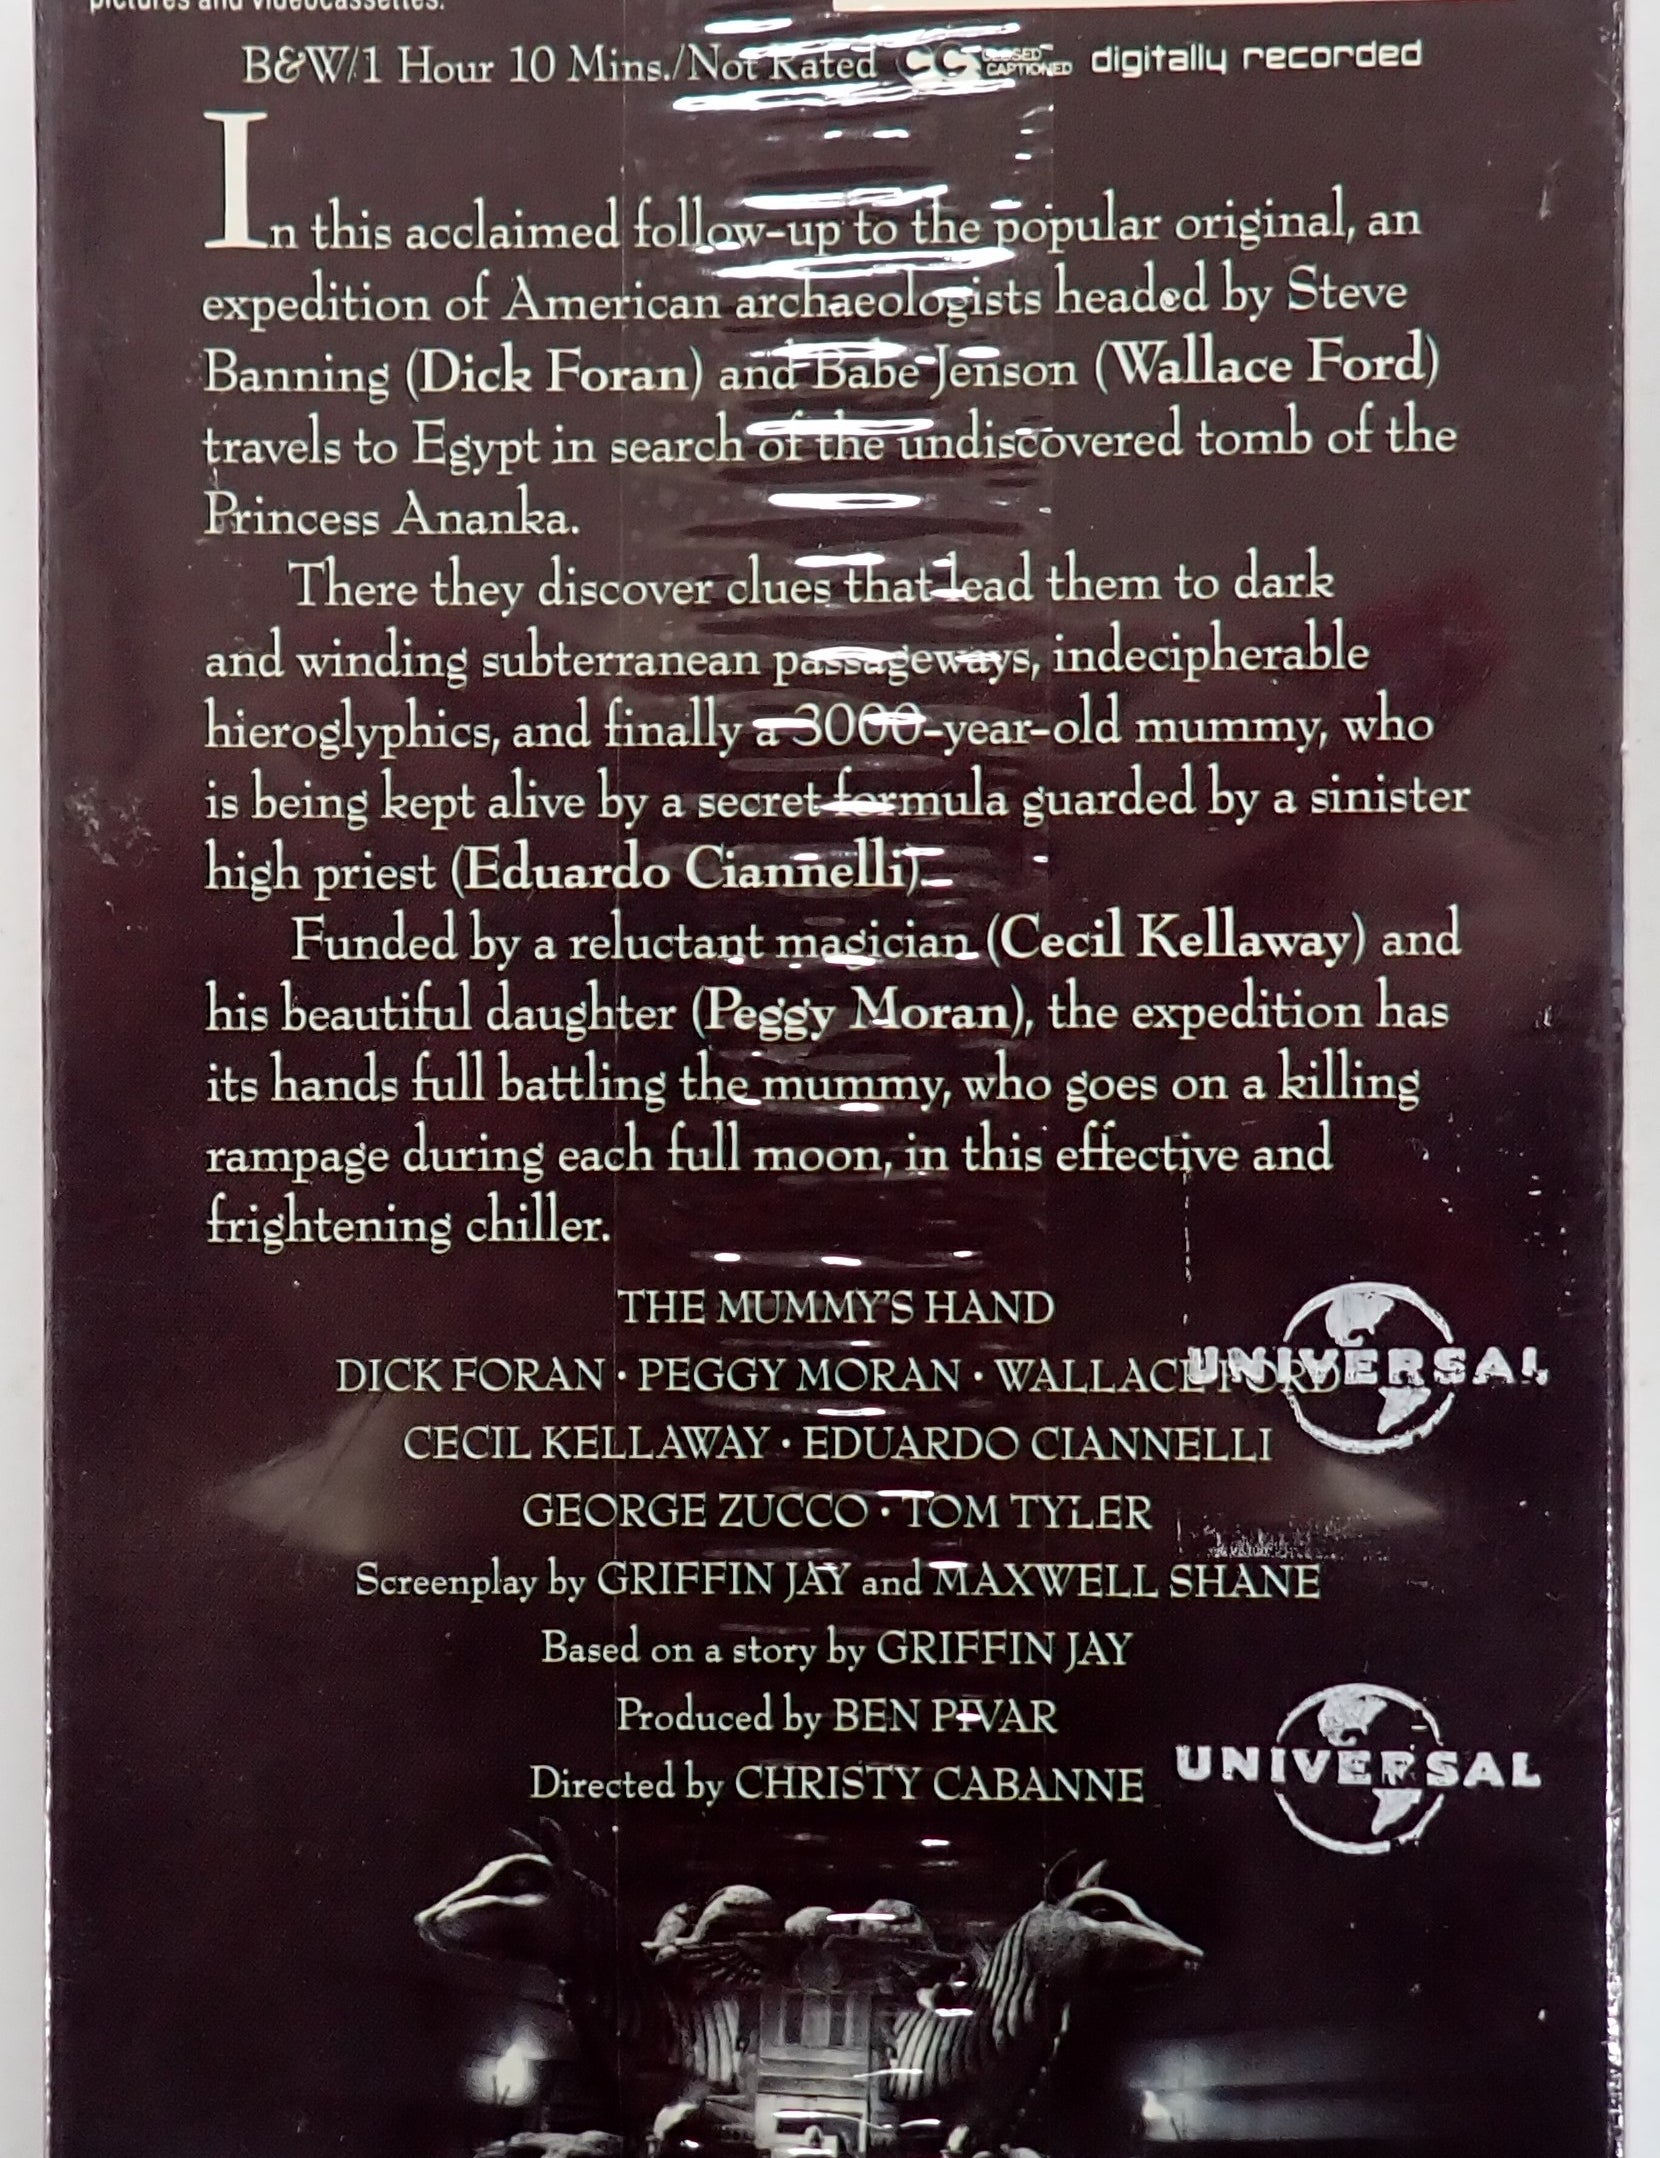 pictures and videocassettes.
B&W/1 Hour 10 Mins./Not Rated CC CLOSED CAPTIONED digitally recorded
In this acclaimed follow-up to the popular original, an
expedition of American archaeologists headed by Steve
Banning (Dick Foran) and Babe Jenson (Wallace Ford)
travels to Egypt in search of the undiscovered tomb of the
Princess Ananka.
There they discover clues that lead them to dark
and winding subterranean passageways, indecipherable
hieroglyphics, and finally a 3000-year-old mummy, who
is being kept alive by a secret formula guarded by a sinister
high priest (Eduardo Ciannelli).
Funded by a reluctant magician (Cecil Kellaway) and
his beautiful daughter (Peggy Moran), the expedition has
its hands full battling the mummy, who goes on a killing
rampage during each full moon, in this effective and
frightening chiller.
THE MUMMY'S HAND
DICK FORAN • PEGGY MORAN • WALLACE FORD
UNIVERSAL
CECIL KELLAWAY • EDUARDO CIANNELLI
GEORGE ZUCCO • TOM TYLER
Screenplay by GRIFFIN JAY and MAXWELL SHANE
Based on a story by GRIFFIN JAY
Produced by BEN PIVAR
Directed by CHRISTY CABANNE
UNIVERSAL